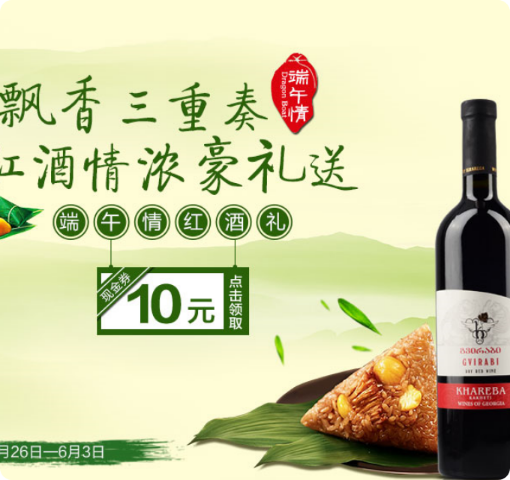 飘香三重奏
端午情
Dragon Boat
红酒情浓豪礼送
端午情红酒礼
现金券
10元
点击领取
月26日—6月3日
GVIRABI
KHAREBA
KAKHETI
WINES OF GEORGIA